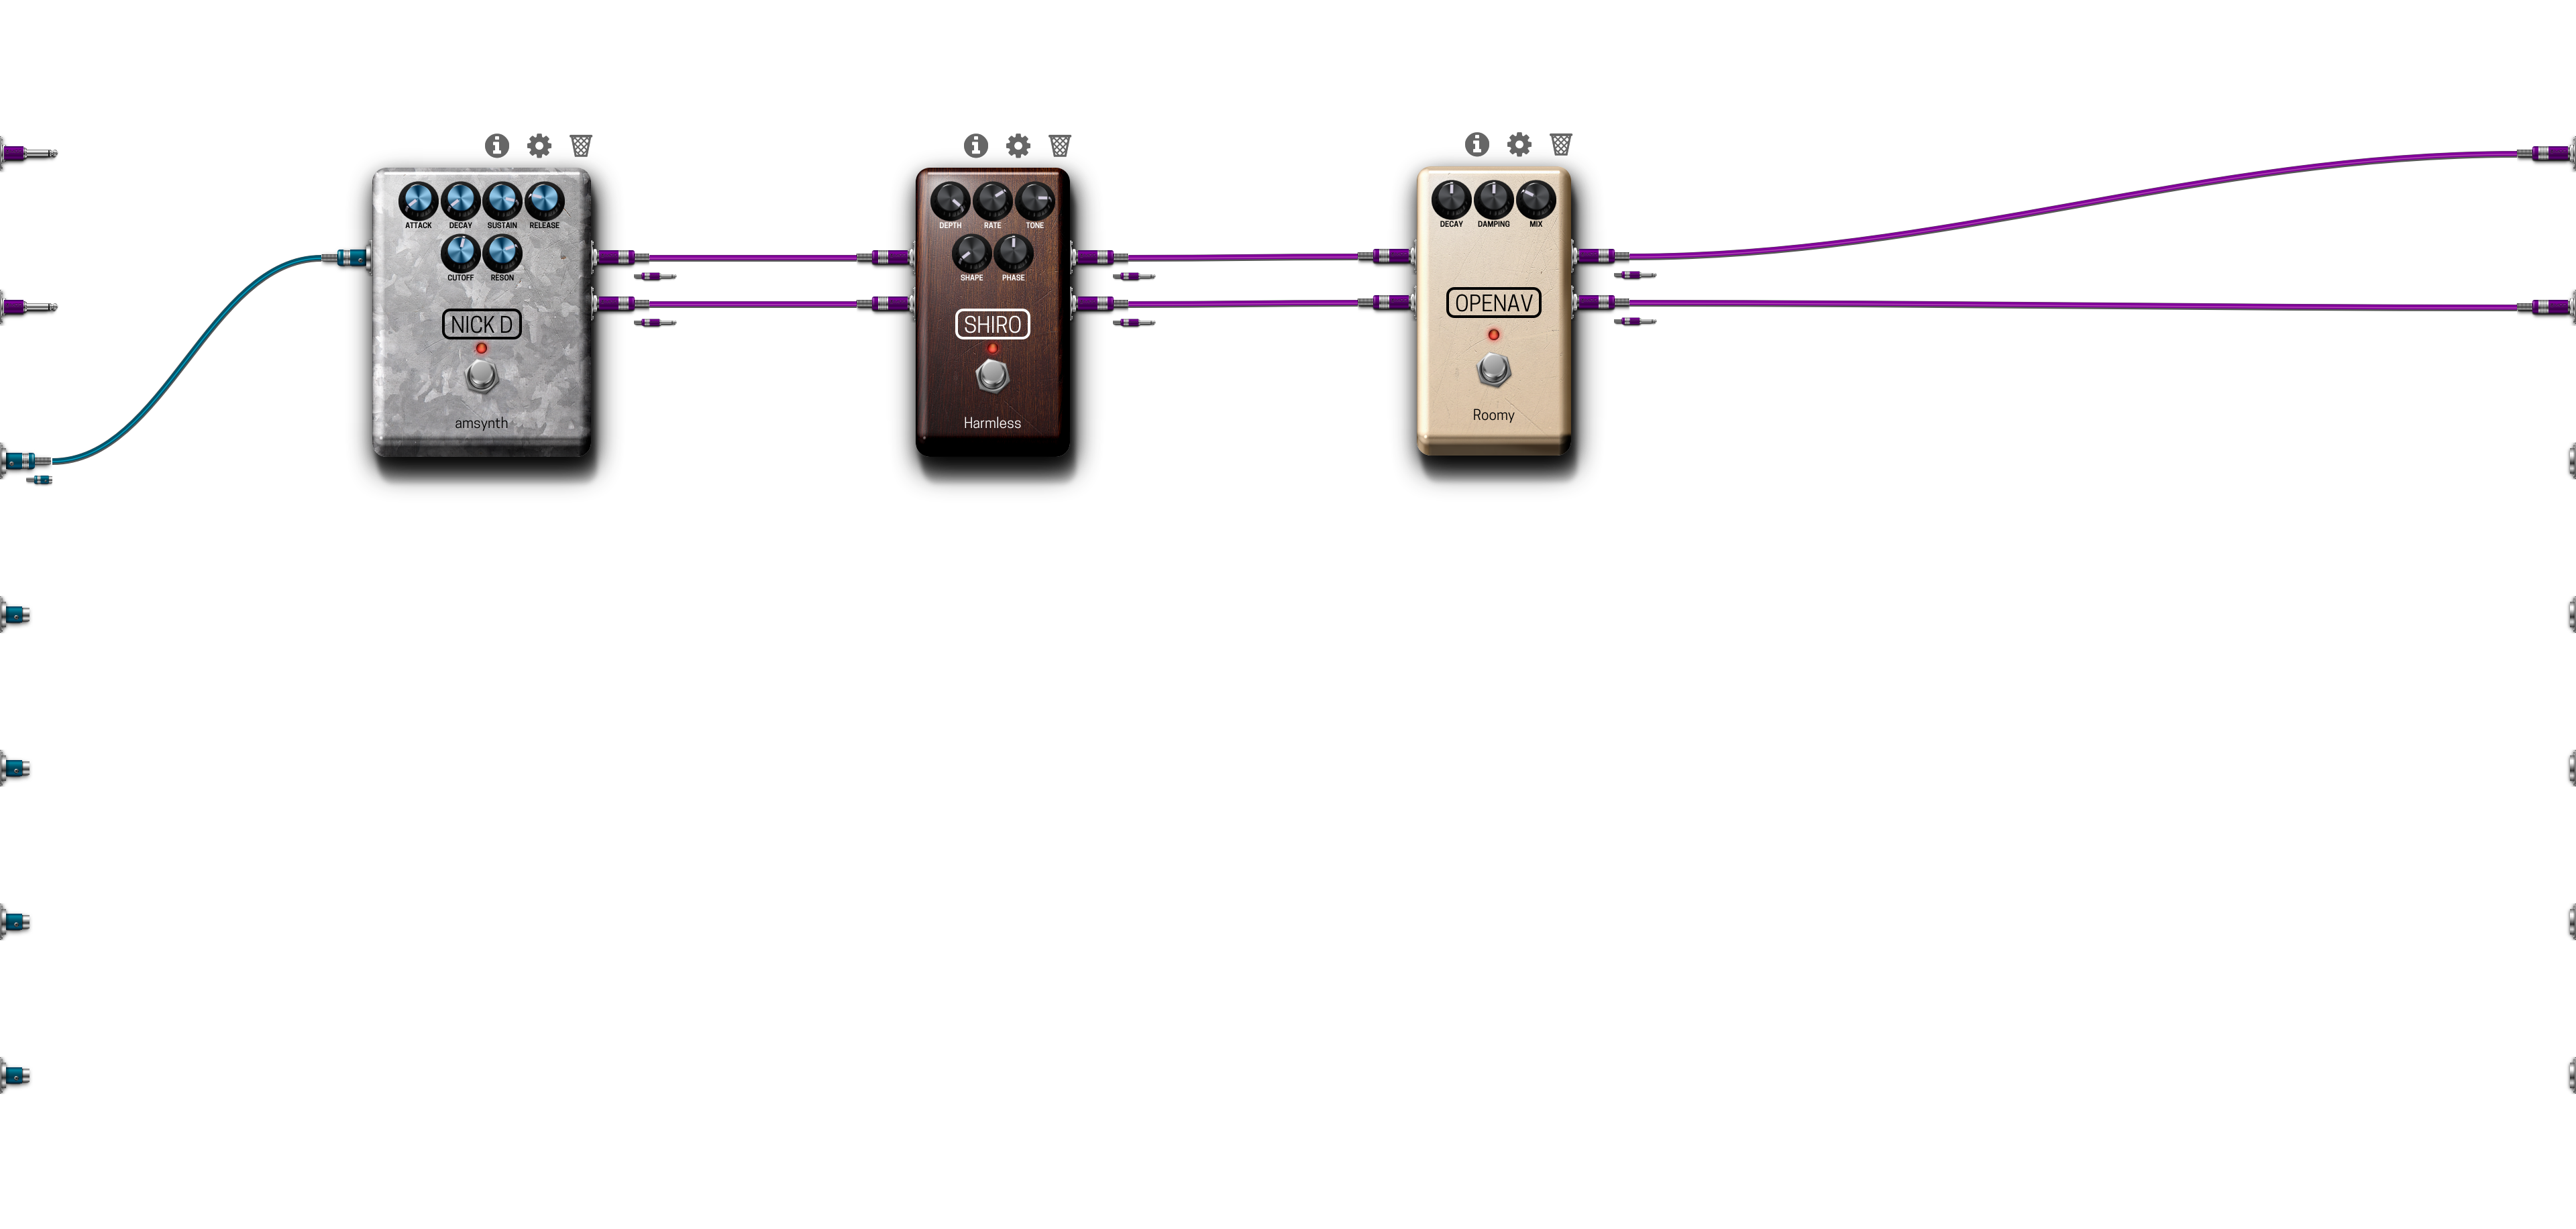 ATTACK DECAY SUSTAIN RELEASE
CUTOFF RESON
NICK D
amsynth
DEPTH RATE TONE
SHAPE PHASE
SHIRO
Harmless
DECAY DAMPING MIX
OPENAV
Roomy